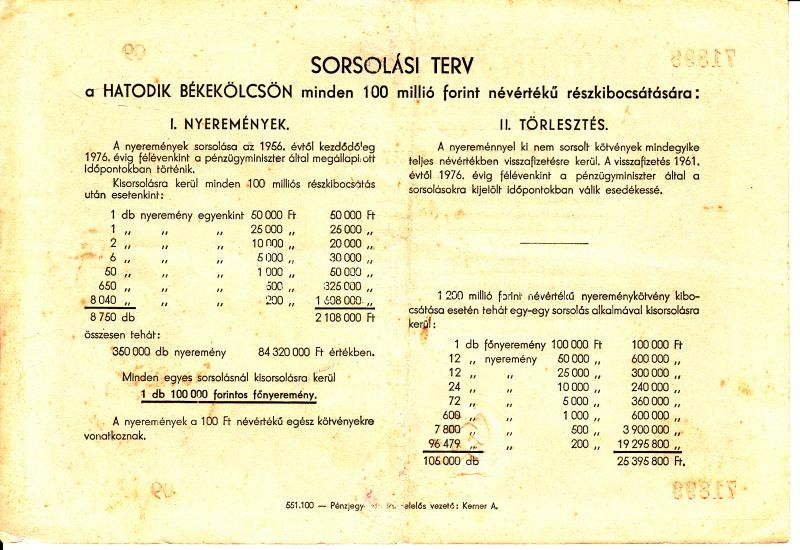 SORSOLÁSI TERV
a HATODIK BÉKEKÖLCSÖN minden 100 millió forint névértékű részkibocsátására:
I. NYEREMÉNYEK.
A nyeremények sorsolása az 1956. évtől kezdődőleg
1976. évig félévenkint a pénzügyminiszter által megállapított
időpontokban történik.
Kisorsolásra kerül minden 100 milliós részkibocsátás
után esetenkint:
1 db nyeremény egyenkint 50 000 Ft 50 000 Ft
1 „ „ „ 25 000 „ 25 000 „
2 „ „ „ 10 000 „ 20 000 „
6 „ „ „ 5 000 „ 30 000 „
50 „ „ „ 1 000 „ 50 000 „
650 „ „ „ 500 „ 325 000 „
8 040 „ „ „ 200 „ 1 608 000 „
8 750 db 2 108 000 Ft
összesen tehát:
350 000 db nyeremény 84 320 000 Ft értékben.
Minden egyes sorsolásnál kisorsolásra kerül
1 db 100 000 forintos főnyeremény.
A nyeremények a 100 Ft névértékű egész kötvényekre
vonatkoznak.
II. TÖRLESZTÉS.
A nyereménnyel ki nem sorsolt kötvények mindegyike
teljes névértékben visszafizetésre kerül. A visszafizetés 1961.
évtől 1976. évig félévenkint a pénzügyminiszter által a
sorsolásokra kijelölt időpontokban válik esedékessé.
1 200 millió forint névértékű nyereménykötvény kibo-
csátása esetén tehát egy-egy sorsolás alkalmával kisorsolásra
kerül:
1 db főnyeremény 100 000 Ft 100 000 Ft
12 „ nyeremény 50 000 „ 600 000 „
12 „ „ 25 000 „ 300 000 „
24 „ „ 10 000 „ 240 000 „
72 „ „ 5 000 „ 360 000 „
600 „ „ 1 000 „ 600 000 „
7 800 „ „ 500 „ 3 900 000 „
96 479 „ „ 200 „ 19 295 800 „
105 000 db 25 395 800 Ft.
551.100 — Pénzjegy vezető: Kerner A.